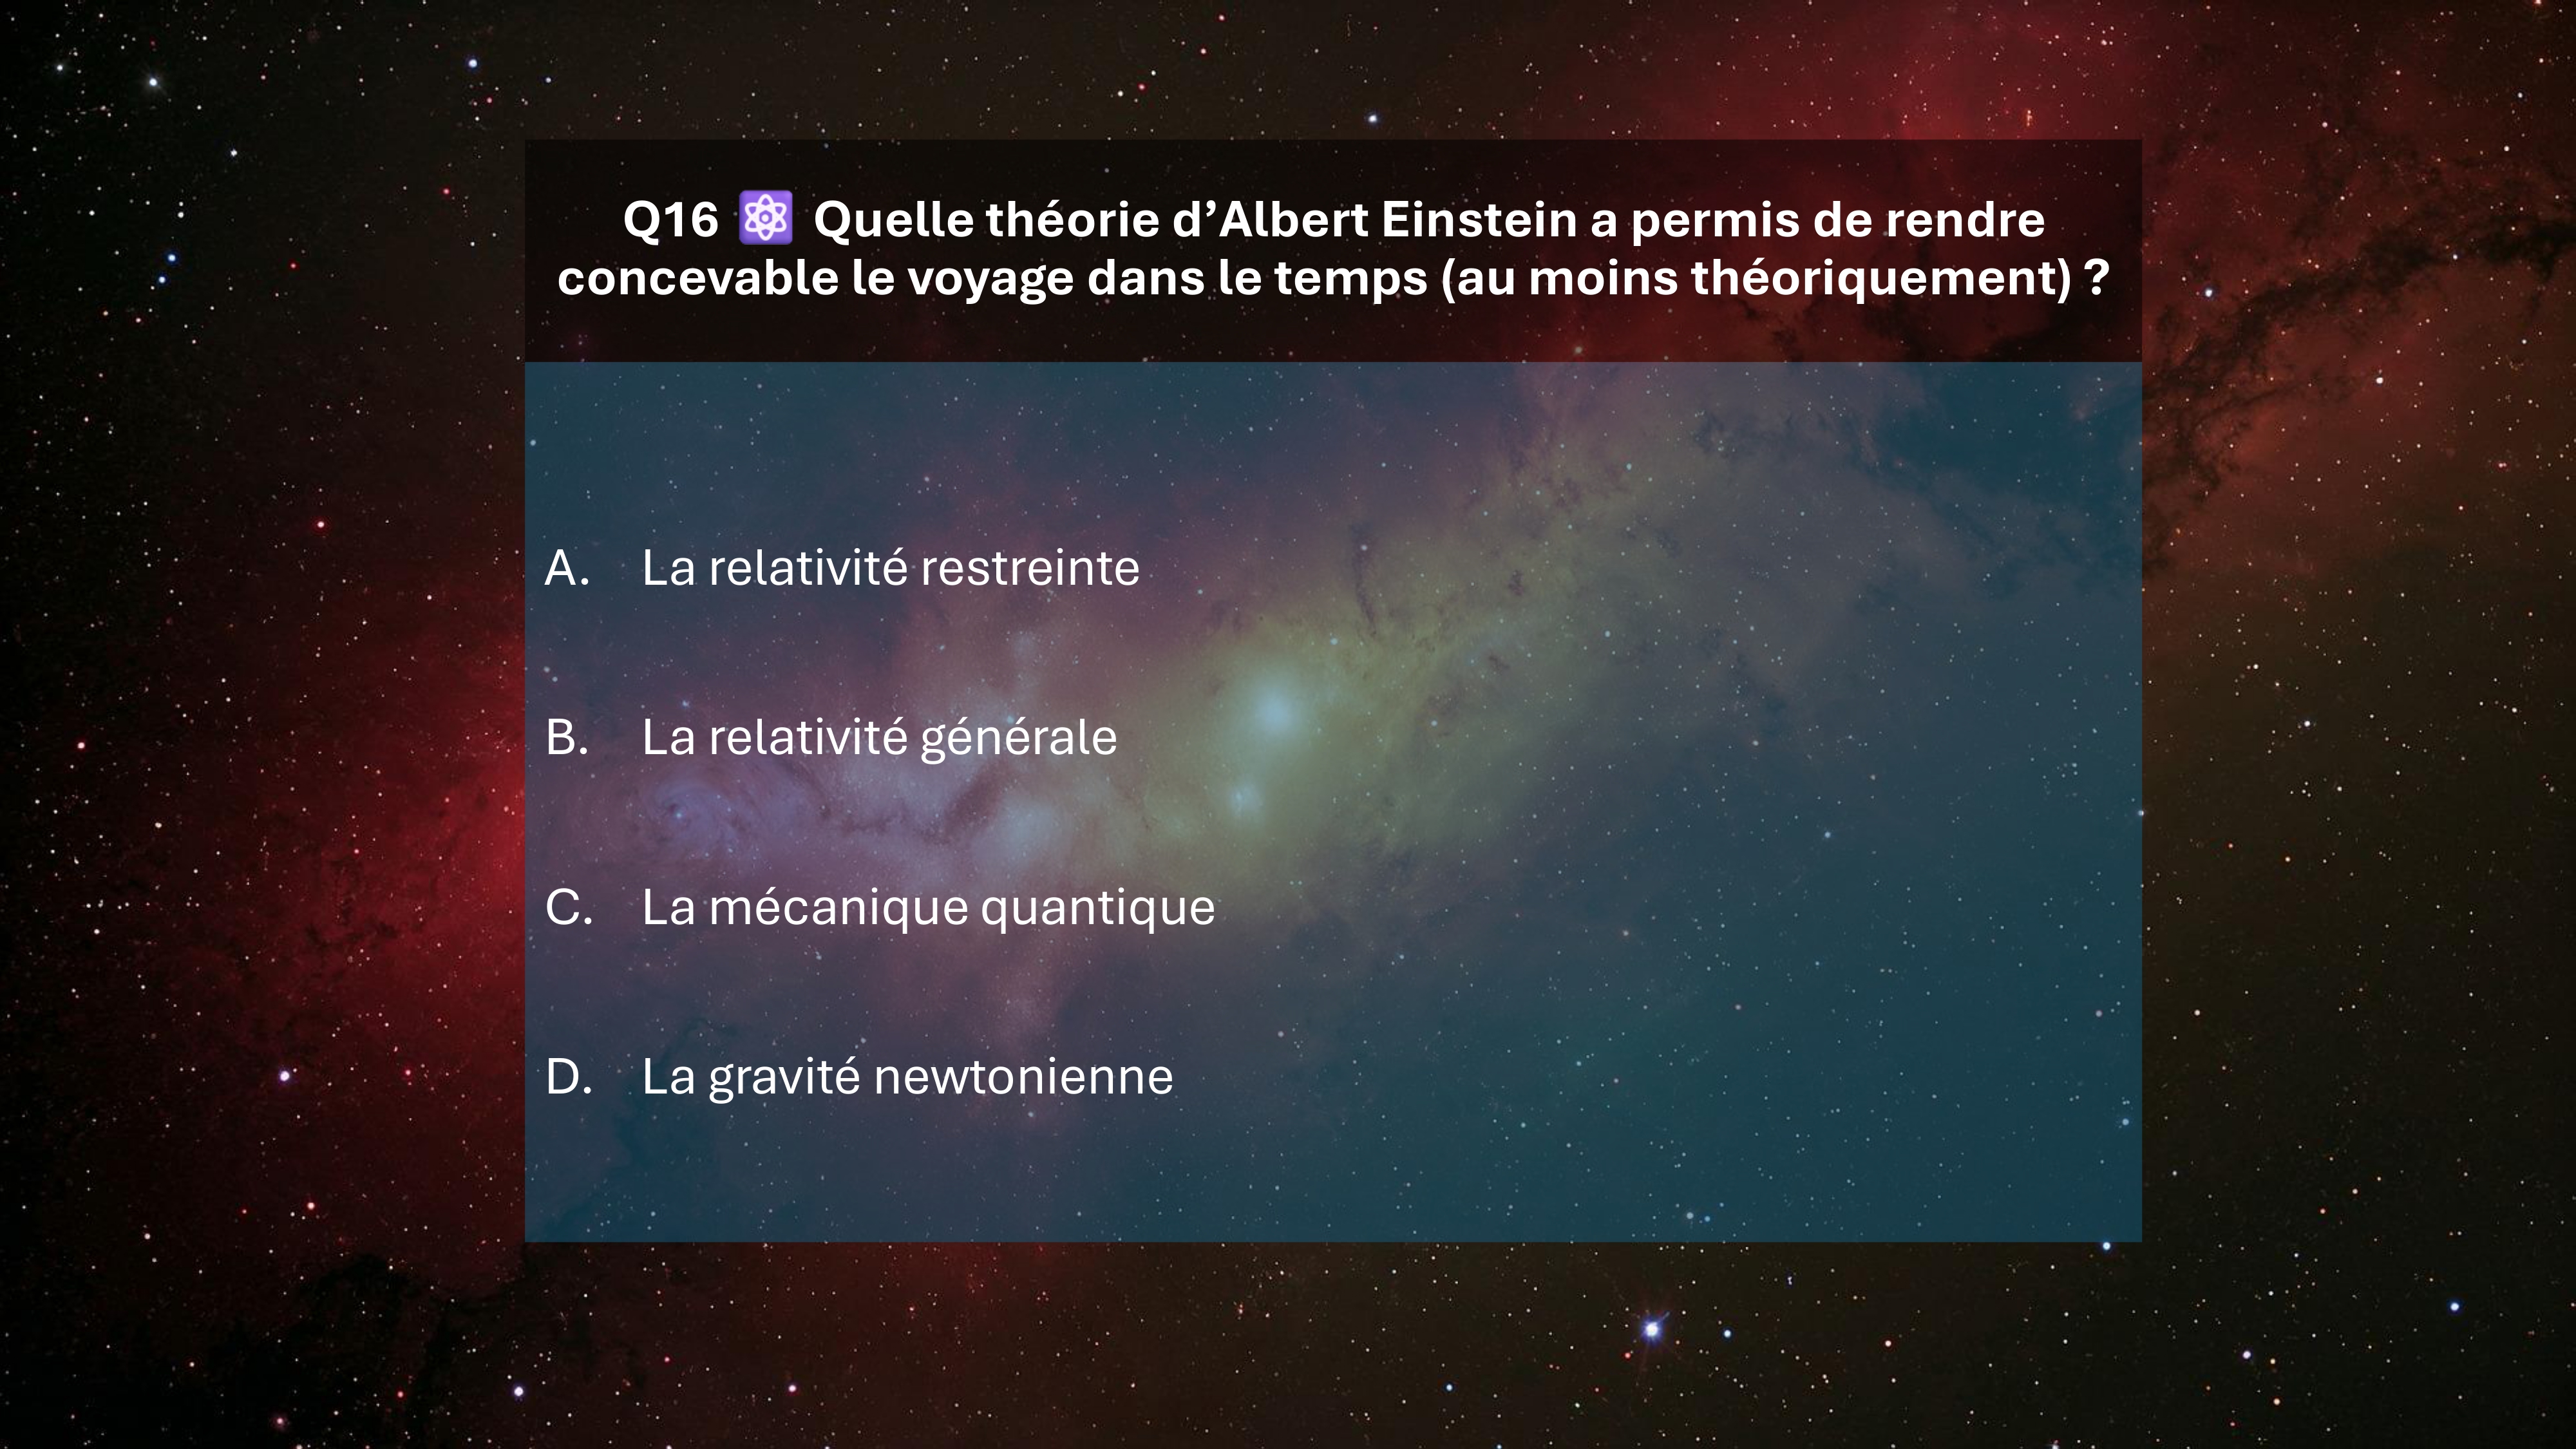 Q16 ⚛️ Quelle théorie d’Albert Einstein a permis de rendre
concevable le voyage dans le temps (au moins théoriquement) ?
A. La relativité restreinte
B. La relativité générale
C. La mécanique quantique
D. La gravité newtonienne